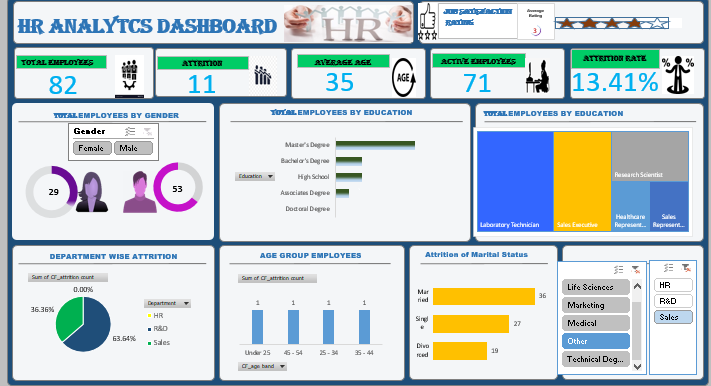 HR ANALYTCS DASHBOARD
HR
JOB SATISFACTION
RATING
Average
Rating
3
TOTAL EMPLOYEES
82
ATTRITION
11
AVERAGE AGE
35
AGE
ACTIVE EMPLOYEES
71
ATTRITION RATE
13.41%
% %
TOTAL EMPLOYEES BY GENDER
Gender
Female
Male
29
53
TOTAL EMPLOYEES BY EDUCATION
Education
Master's Degree
Bachelor's Degree
High School
Associates Degree
Doctoral Degree
TOTAL EMPLOYEES BY EDUCATION
Laboratory Technician
Sales Executive
Research Scientist
Healthcare
Represent...
Sales
Represent...
DEPARTMENT WISE ATTRITION
Sum of CF_attrition count
0.00%
36.36%
63.64%
Department
HR
R&D
Sales
AGE GROUP EMPLOYEES
Sum of CF_attrition count
1 1 1 1
Under 25 45 - 54 25 - 34 35 - 44
CF_age band
Attrition of Marital Status
Mar
ried
36
Singl
e
27
Divo
rced
19
Life Sciences
Marketing
Medical
Other
Technical Deg...
HR
R&D
Sales